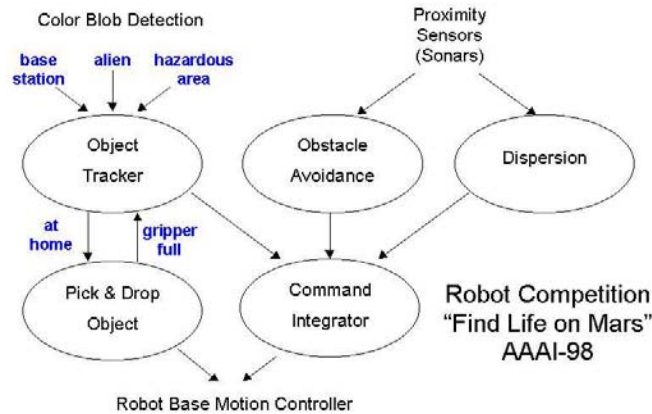 Color Blob Detection
base
station
alien
hazardous
area
Proximity
Sensors
(Sonars)
Object
Tracker
Obstacle
Avoidance
Dispersion
at
home
gripper
full
Pick & Drop
Object
Command
Integrator
Robot Competition
“Find Life on Mars”
AAAI-98
Robot Base Motion Controller